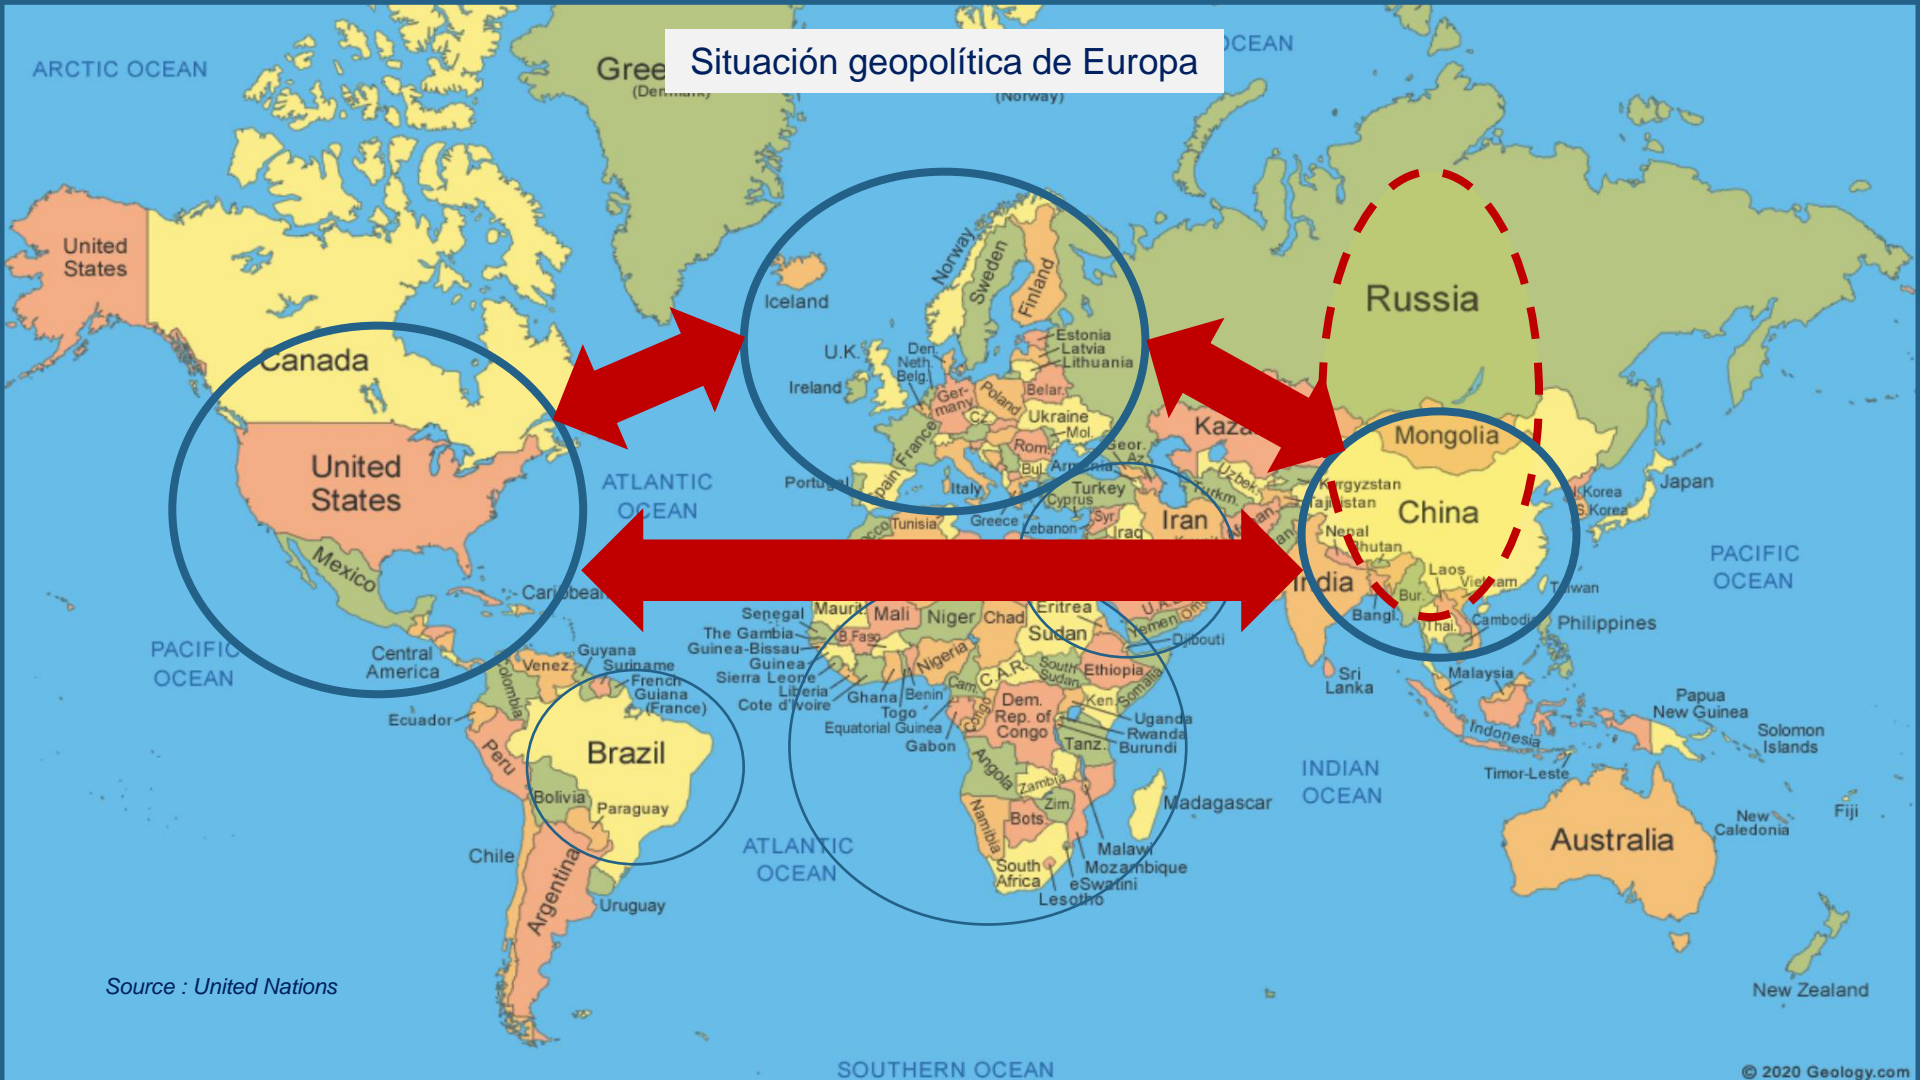 Situación geopolítica de Europa
ARCTIC OCEAN
OCEAN
Gree
(Norway)
United
States
Canada
Iceland
Norway
Sweden
Finland
Russia
Estonia
Latvia
Lithuania
U.K.
Ireland
Den.
Neth.
Belg.
Ger-
many
Poland
Belar.
Cz.
Ukraine
Mol.
France
Rom.
Bul.
Geor.
Az.
Armenia
Kaza
Mongolia
United
States
ATLANTIC
OCEAN
Portugal
Spain
Italy
Greece
Turkey
Cyprus
Lebanon
Syr.
Iraq
Iran
Uzbek.
Turkm.
Kyrgyzstan
Tajikistan
Afghan.
China
N. Korea
S. Korea
Japan
Tunisia
Nepal
Bhutan
Mexico
Caribbean
India
Bangl.
Bur.
Laos
Vietnam
Thai.
Cambodia
Taiwan
Philippines
PACIFIC
OCEAN
PACIFIC
OCEAN
Central
America
Senegal
The Gambia
Guinea-Bissau
Guinea
Sierra Leone
Liberia
Cote d'Ivoire
Maurit.
Mali
B.Faso
Niger
Chad
Eritrea
Sudan
U.A.E.
Yemen
Oman
Djibouti
Nigeria
Ghana
Togo
Benin
Equatorial Guinea
Gabon
Cam.
C.A.R.
Congo
South
Sudan
Ethiopia
Somalia
Ken.
Dem.
Rep. of
Congo
Uganda
Rwanda
Burundi
Tanz.
Venez.
Guyana
Suriname
French
Guiana
(France)
Colombia
Ecuador
Peru
Brazil
Bolivia
Paraguay
Chile
Argentina
Uruguay
ATLANTIC
OCEAN
Angola
Zambia
Zim.
Namibia
Bots.
South
Africa
Malawi
Mozambique
eSwatini
Lesotho
Madagascar
Sri
Lanka
Malaysia
Indonesia
Timor-Leste
Papua
New Guinea
Solomon
Islands
INDIAN
OCEAN
Australia
New
Caledonia
Fiji
New Zealand
Source : United Nations
SOUTHERN OCEAN
© 2020 Geology.com